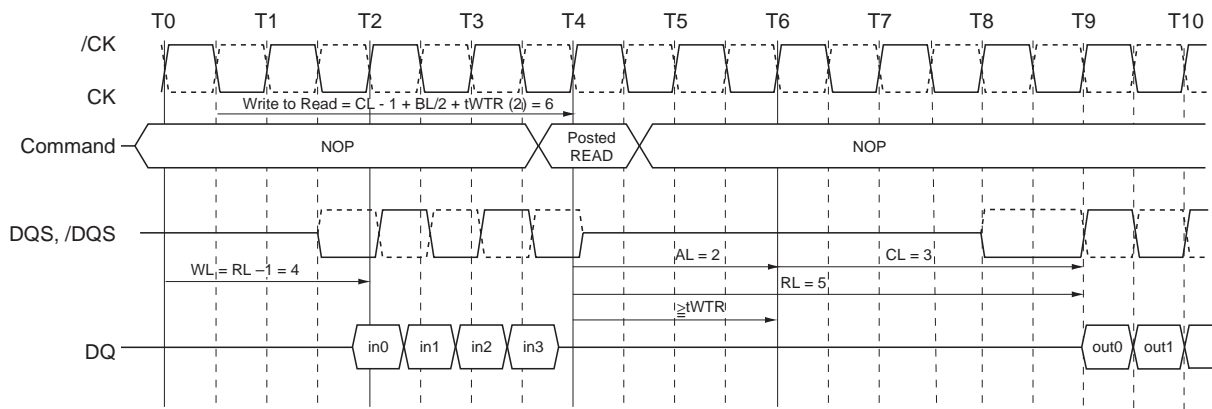 T0 T1 T2 T3 T4 T5 T6 T7 T8 T9 T10
/CK
CK
Write to Read = CL - 1 + BL/2 + tWTR (2) = 6
Command
NOP
Posted
READ
NOP
DQS, /DQS
WL = RL –1 = 4
AL = 2
CL = 3
RL = 5
≧tWTR
DQ
in0 in1 in2 in3
out0 out1